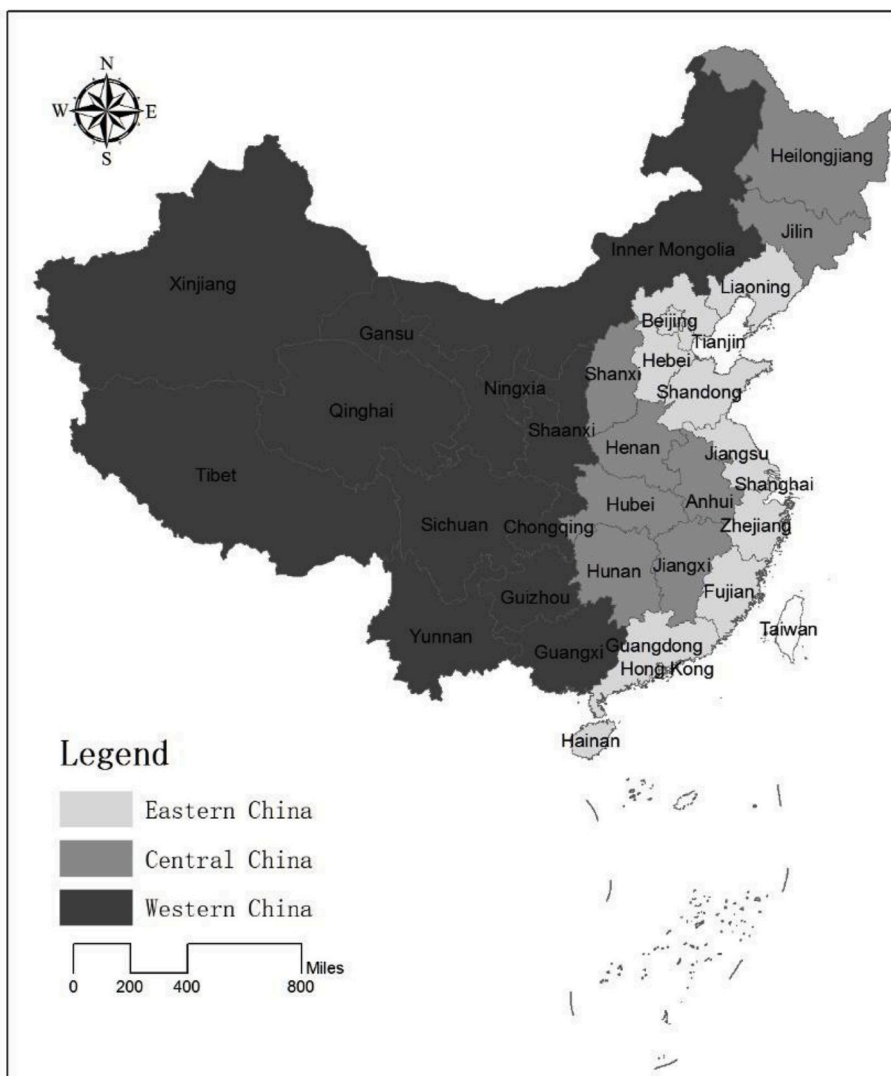 N
W
E
S
Heilongjiang
Jilin
Inner Mongolia
Liaoning
Xinjiang
Beijing
Gansu
Tianjin
Hebei
Shanxi
Ningxia
Shandong
Qinghai
Shaanxi
Henan
Jiangsu
Tibet
Shanghai
Anhui
Hubei
Sichuan
Chongqing
Zhejiang
Jiangxi
Hunan
Fujian
Guizhou
Taiwan
Yunnan
Guangdong
Guangxi
Hong Kong
Hainan
Legend
Eastern China
Central China
Western China
Miles
0 200 400 800